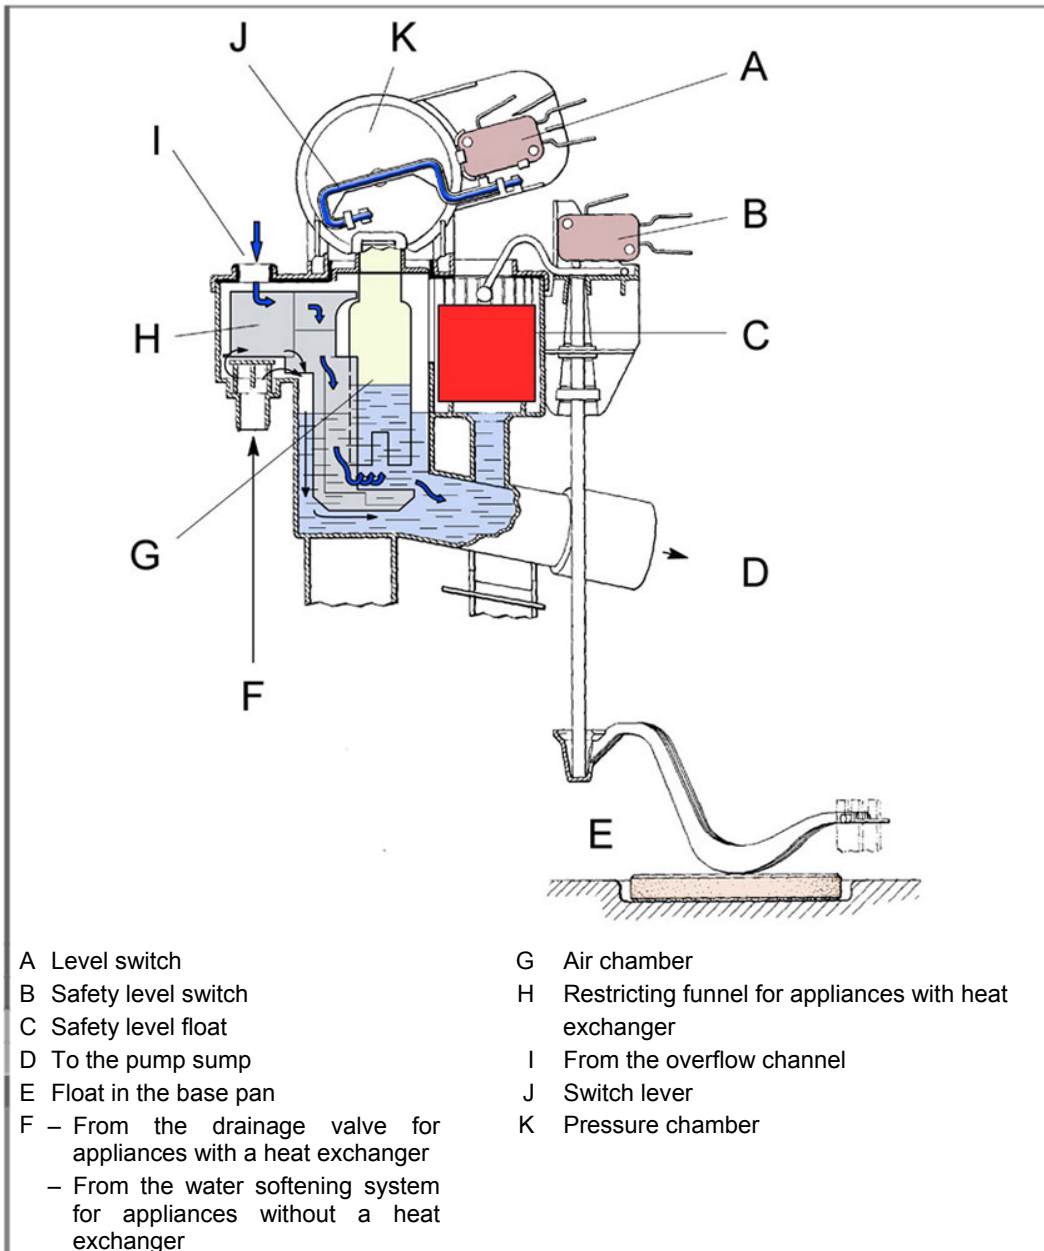 J
K
A
I
B
H
C
G
D
F
E
A Level switch
B Safety level switch
C Safety level float
D To the pump sump
E Float in the base pan
F – From the drainage valve for
appliances with a heat exchanger
– From the water softening system
for appliances without a heat
exchanger
G Air chamber
H Restricting funnel for appliances with heat
exchanger
I From the overflow channel
J Switch lever
K Pressure chamber